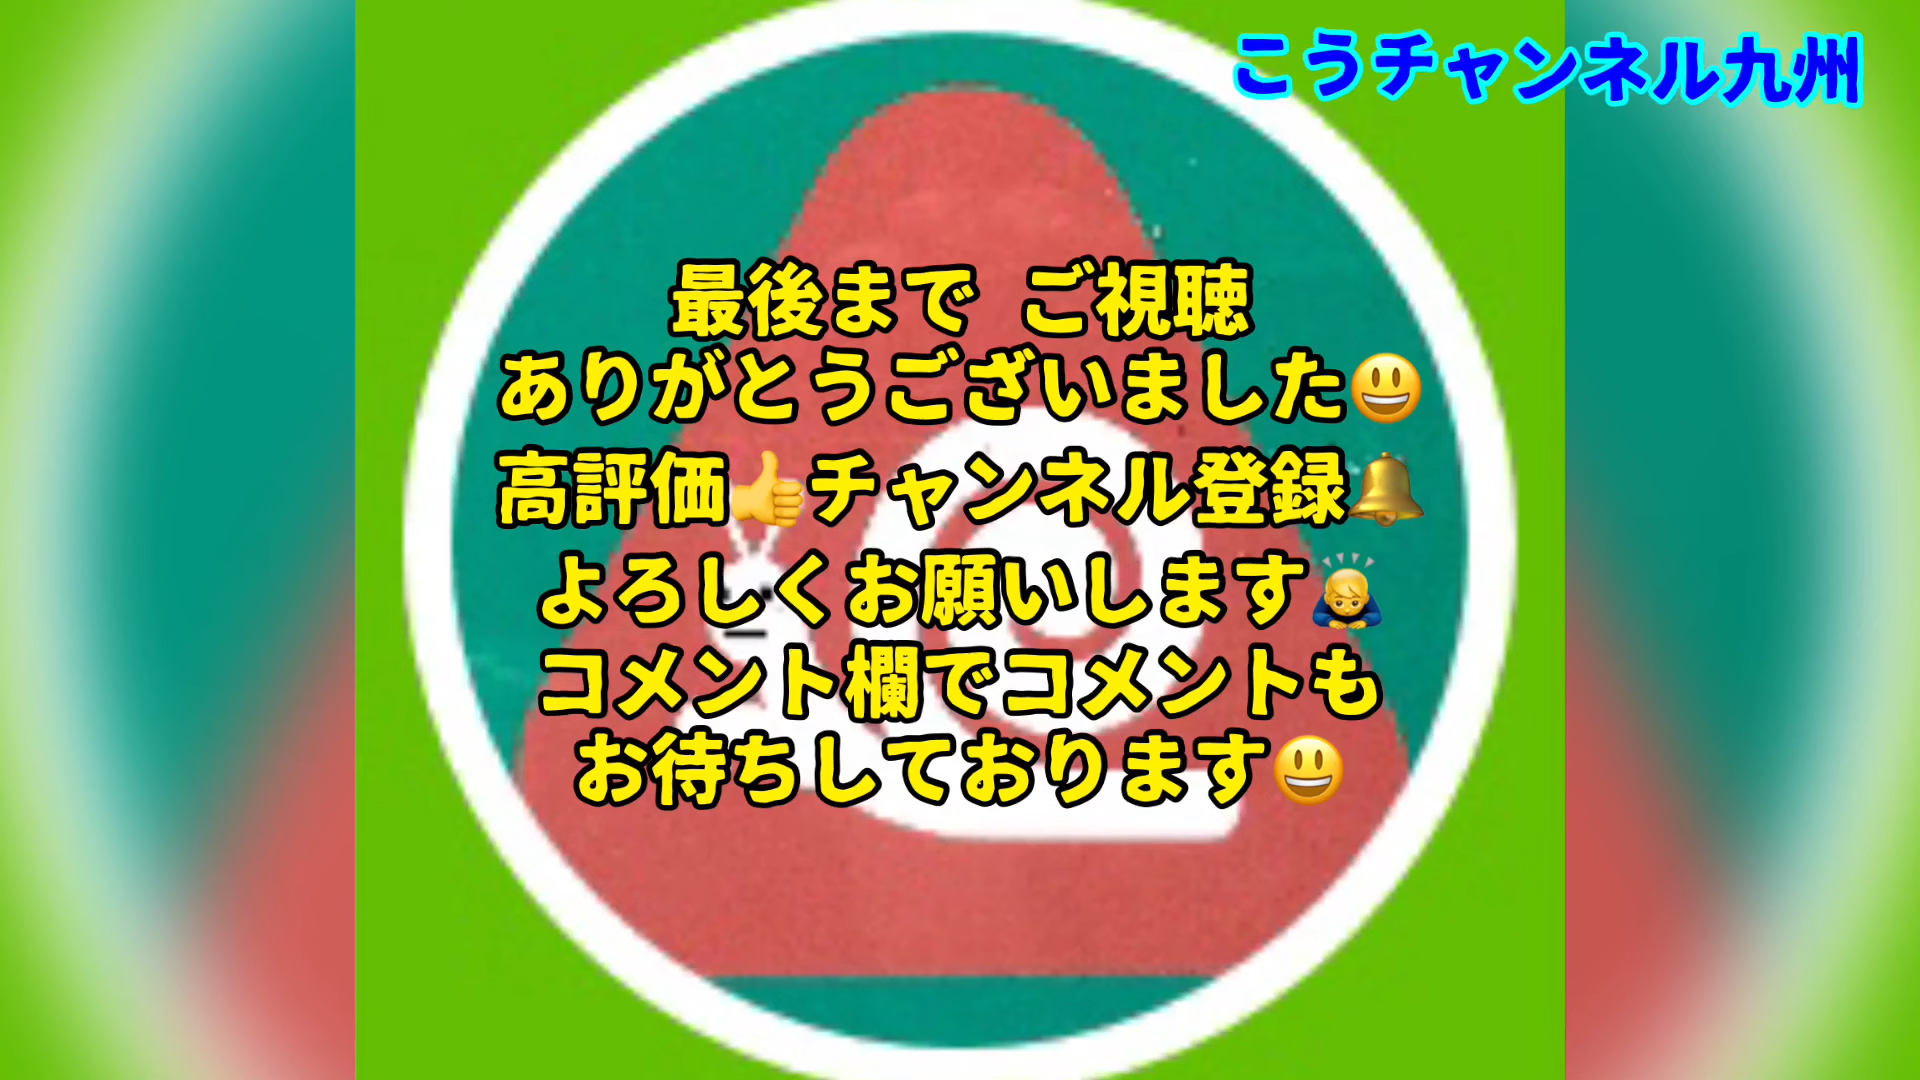 こうチャンネル九州
最後まで ご視聴
ありがとうございました😃
高評価👍チャンネル登録🔔
よろしくお願いします🙇
コメント欄でコメントも
お待ちしております😃